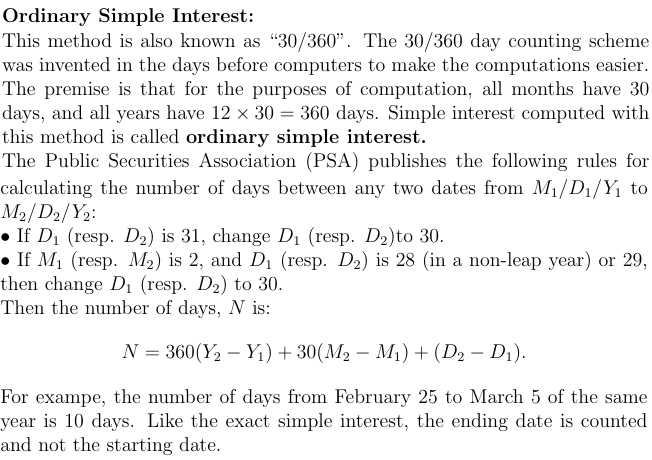 Ordinary Simple Interest:
This method is also known as “30/360”. The 30/360 day counting scheme
was invented in the days before computers to make the computations easier.
The premise is that for the purposes of computation, all months have 30
days, and all years have 12 × 30 = 360 days. Simple interest computed with
this method is called ordinary simple interest.
The Public Securities Association (PSA) publishes the following rules for
calculating the number of days between any two dates from M₁/D₁/Y₁ to
M₂/D₂/Y₂:
• If D₁ (resp. D₂) is 31, change D₁ (resp. D₂)to 30.
• If M₁ (resp. M₂) is 2, and D₁ (resp. D₂) is 28 (in a non-leap year) or 29,
then change D₁ (resp. D₂) to 30.
Then the number of days, N is:
N = 360(Y₂ − Y₁) + 30(M₂ − M₁) + (D₂ − D₁).
For exampe, the number of days from February 25 to March 5 of the same
year is 10 days. Like the exact simple interest, the ending date is counted
and not the starting date.